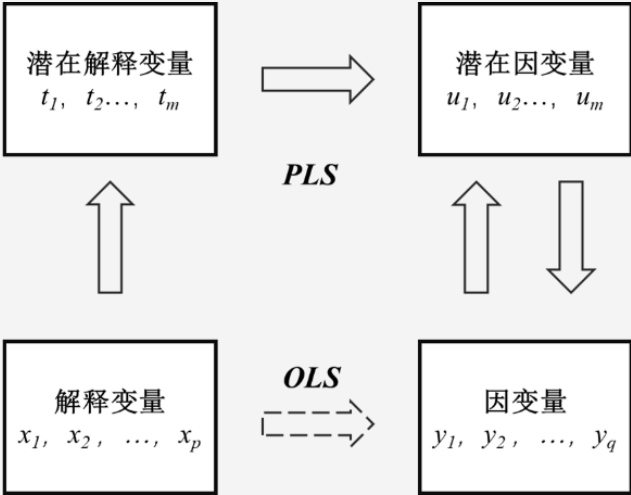 潜在解释变量
t1, t2…, tm
潜在因变量
u1, u2…, um
PLS
OLS
解释变量
x1, x2, …, xp
因变量
y1, y2, …, yq